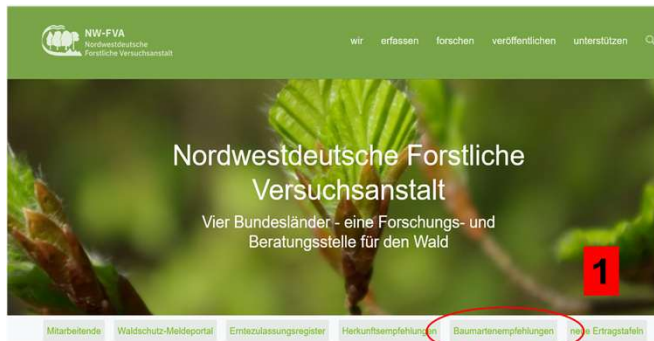 NW-FVA
Nordwestdeutsche
Forstliche Versuchsanstalt
wir erfassen forschen veröffentlichen unterstützen
Nordwestdeutsche Forstliche
Versuchsanstalt
Vier Bundesländer - eine Forschungs- und
Beratungsstelle für den Wald
1
Mitarbeitende Waldschutz-Meldeportal Erntezulassungsregister Herkunftsempfehlungen Baumartenempfehlungen neue Ertragstafeln